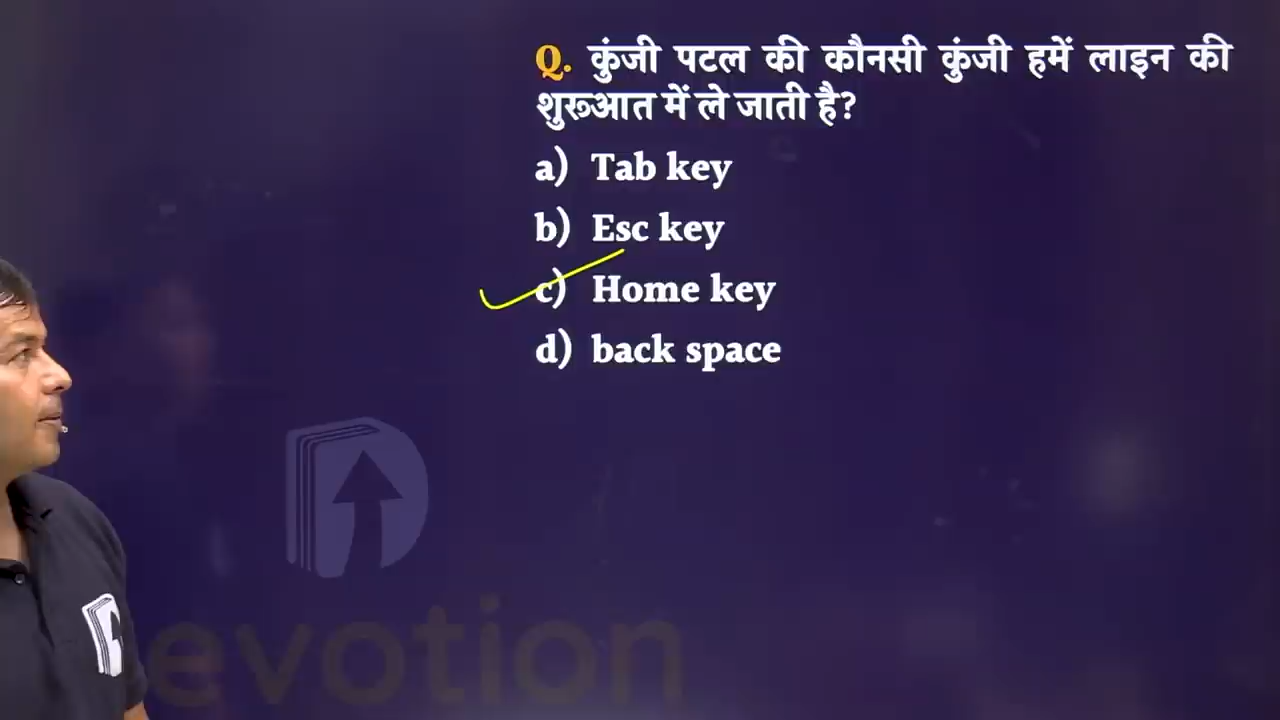 Q. कुंजी पटल की कौनसी कुंजी हमें लाइन की
शुरूआत में ले जाती है?
a) Tab key
b) Esc key
c) Home key
d) back space
evotion